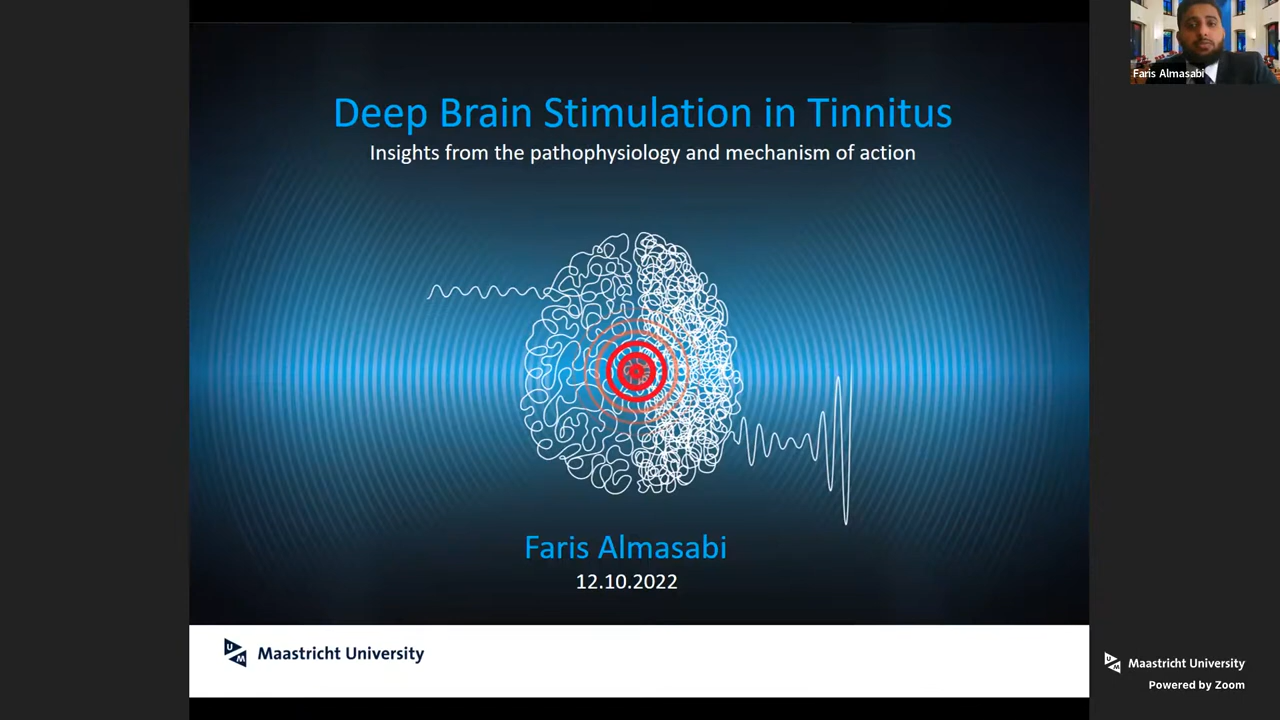 Deep Brain Stimulation in Tinnitus
Insights from the pathophysiology and mechanism of action
Faris Almasabi
12.10.2022
UM Maastricht University
Faris Almasabi
Maastricht University
Powered by Zoom